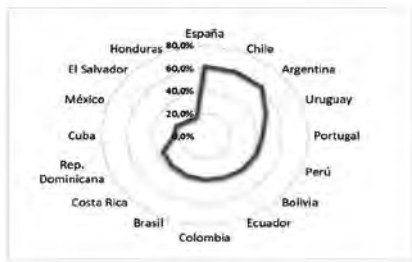 España
80,0%
Honduras
Chile
60,0%
El Salvador
Argentina
40,0%
México
Uruguay
20,0%
Cuba
0,0%
Portugal
Rep.
Dominicana
Perú
Costa Rica
Bolivia
Brasil
Ecuador
Colombia